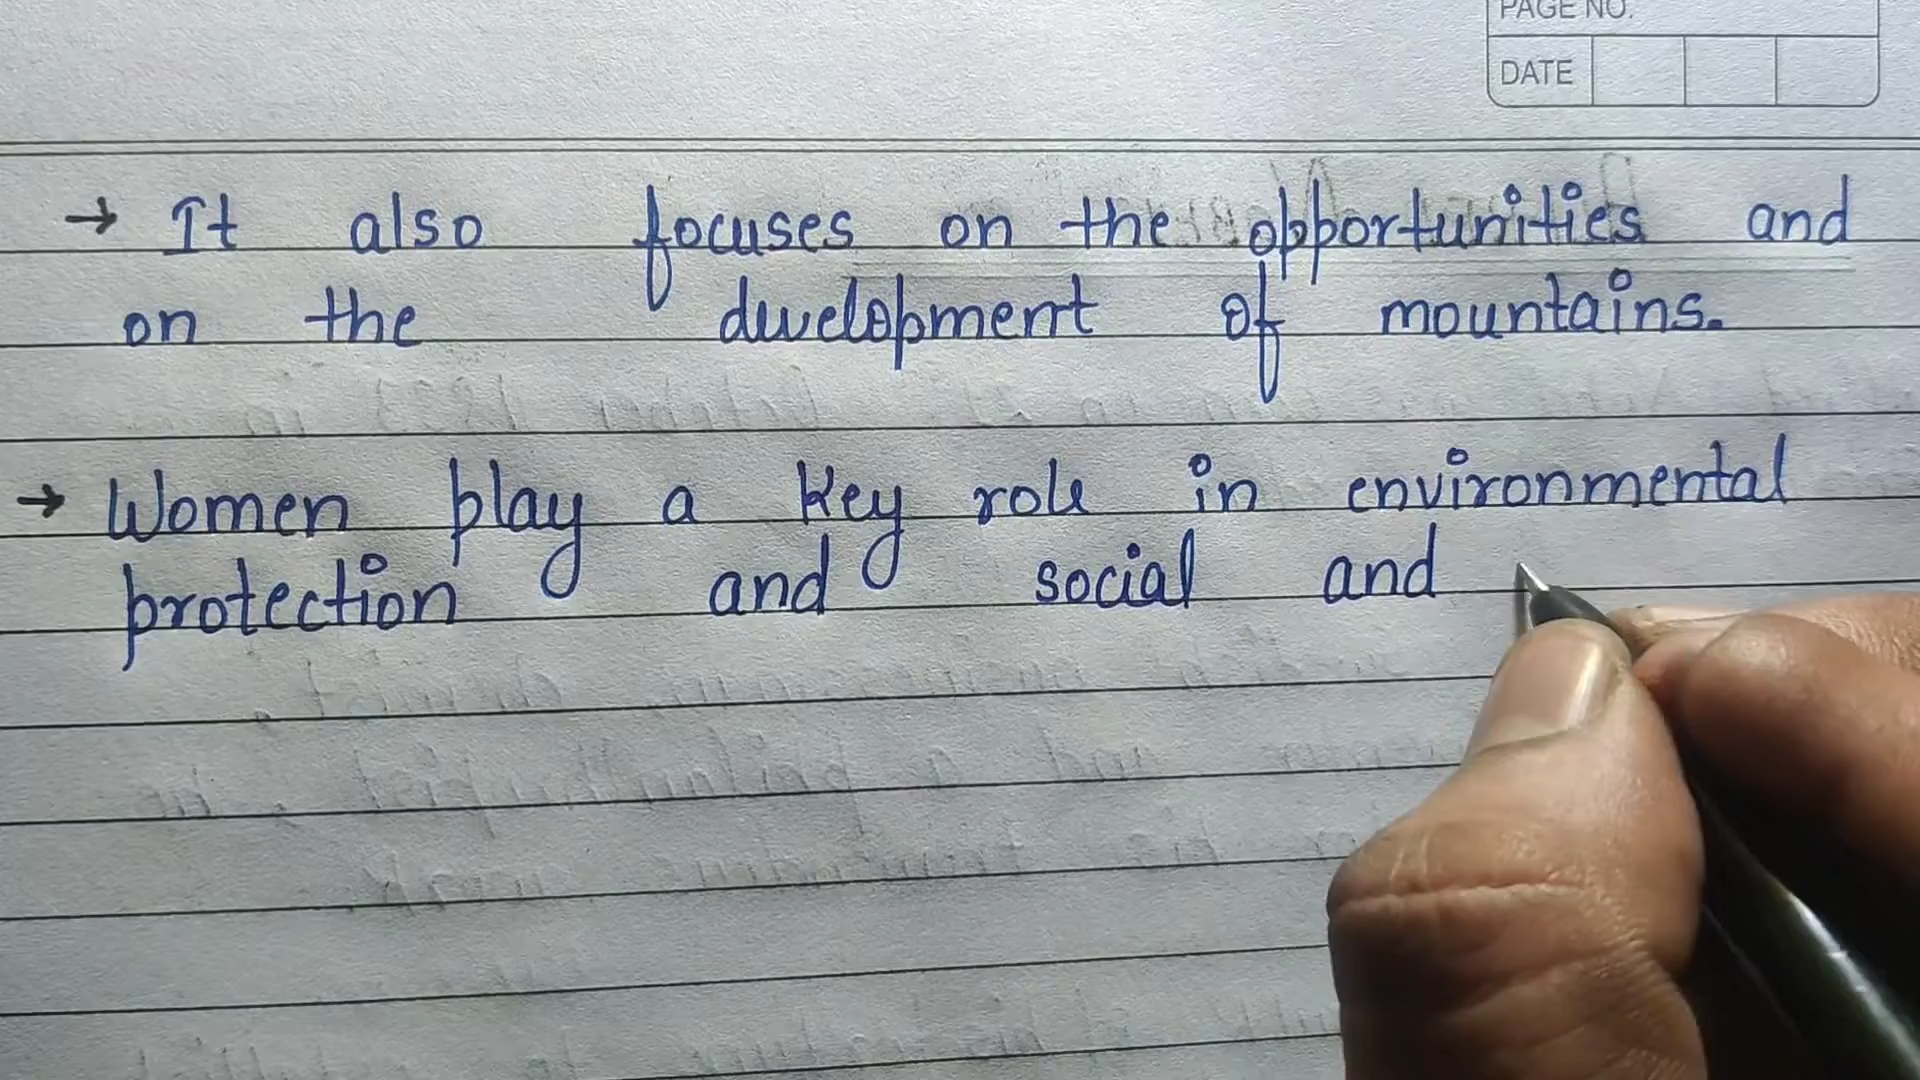 PAGE NO.
DATE
→ It also focuses on the opportunities and
on the development of mountains.
→ Women play a key role in environmental
protection and social and